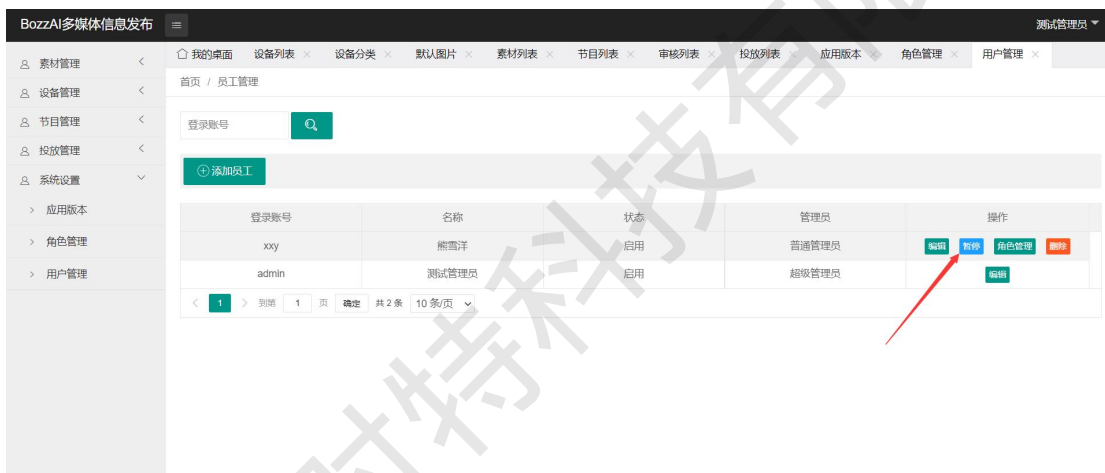 BozzAI多媒体信息发布
测试管理员
我的桌面 设备列表 设备分类 默认图片 素材列表 节目列表 审核列表 投放列表 应用版本 角色管理 用户管理
素材管理
设备管理
节目管理
投放管理
系统设置
应用版本
角色管理
用户管理
首页 / 员工管理
登录账号
添加员工
登录账号 名称 状态 管理员 操作
xxy 熊雪洋 启用 普通管理员 编辑 暂停 角色管理 删除
admin 测试管理员 启用 超级管理员 编辑
1 到第 1 页 确定 共 2 条 10 条/页
时特科技有限